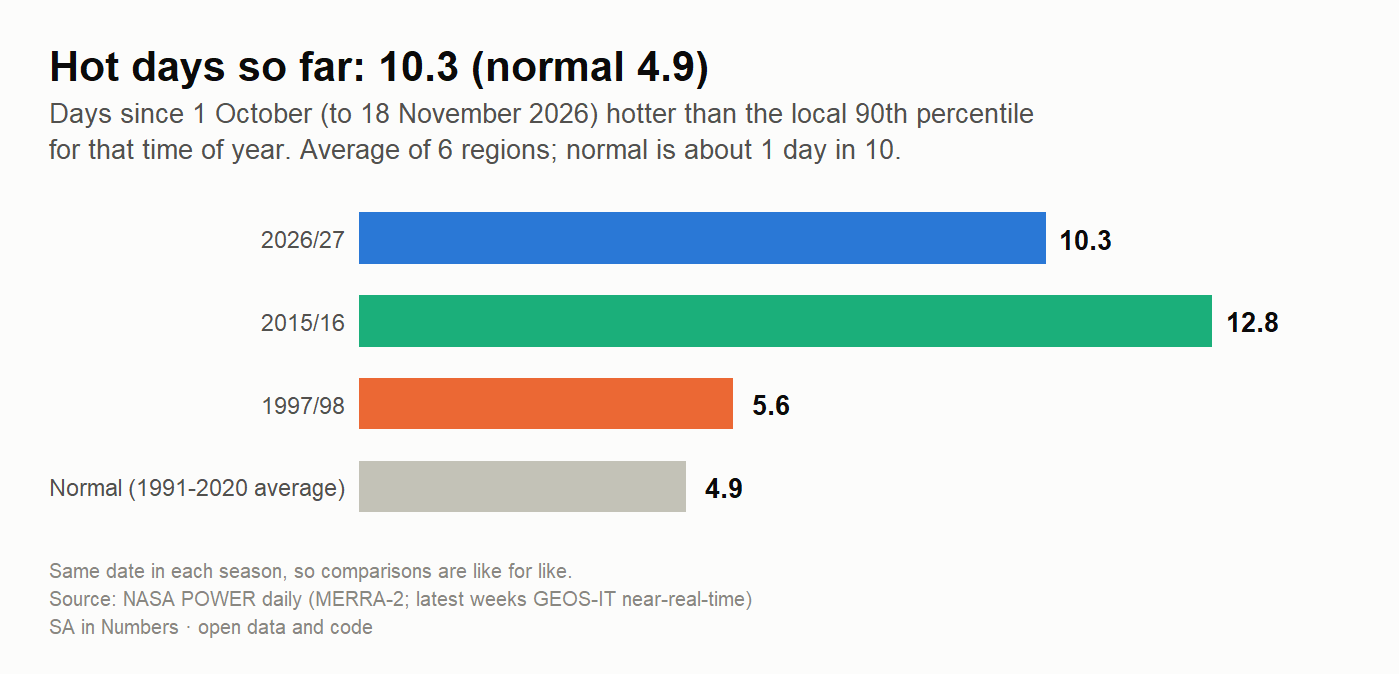 Hot days so far: 10.3 (normal 4.9)
Days since 1 October (to 18 November 2026) hotter than the local 90th percentile
for that time of year. Average of 6 regions; normal is about 1 day in 10.
2026/27 10.3
2015/16 12.8
1997/98 5.6
Normal (1991-2020 average) 4.9
Same date in each season, so comparisons are like for like.
Source: NASA POWER daily (MERRA-2; latest weeks GEOS-IT near-real-time)
SA in Numbers · open data and code